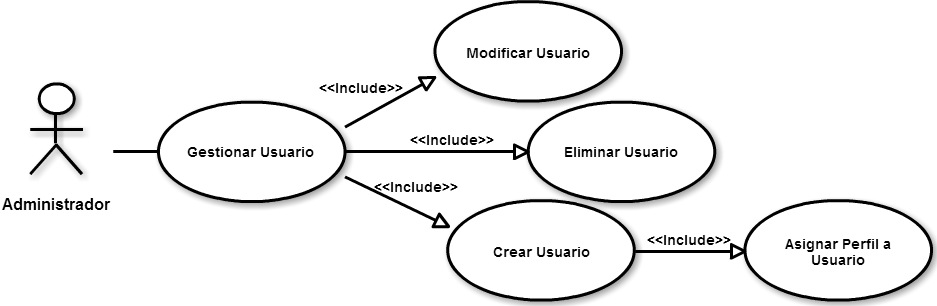 Modificar Usuario
<<Include>>
Gestionar Usuario
<<Include>>
Eliminar Usuario
<<Include>>
Administrador
Crear Usuario
<<Include>>
Asignar Perfil a
Usuario